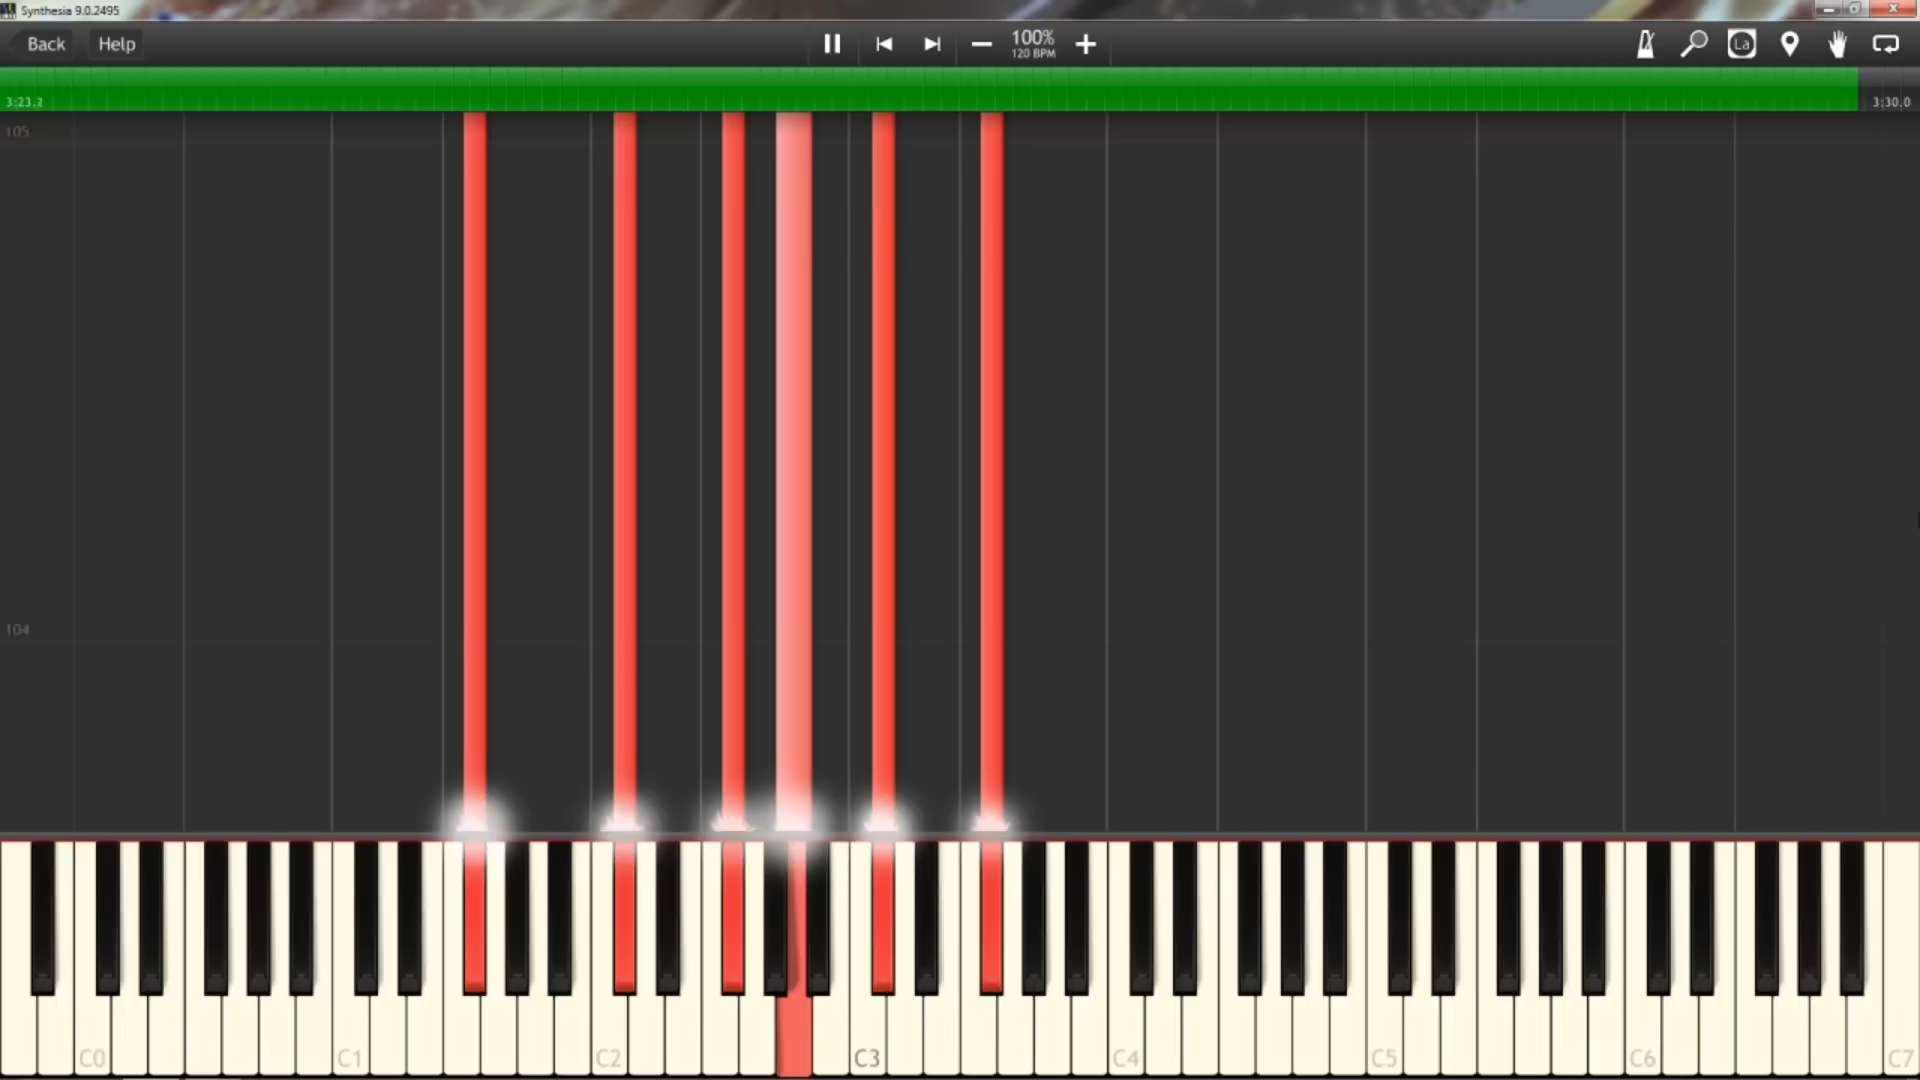 Synthesia 9.0.2495
Back Help 100%
120 BPM La
3:23.2 3:30.0
105
104
C0 C1 C2 C3 C4 C5 C6 C7